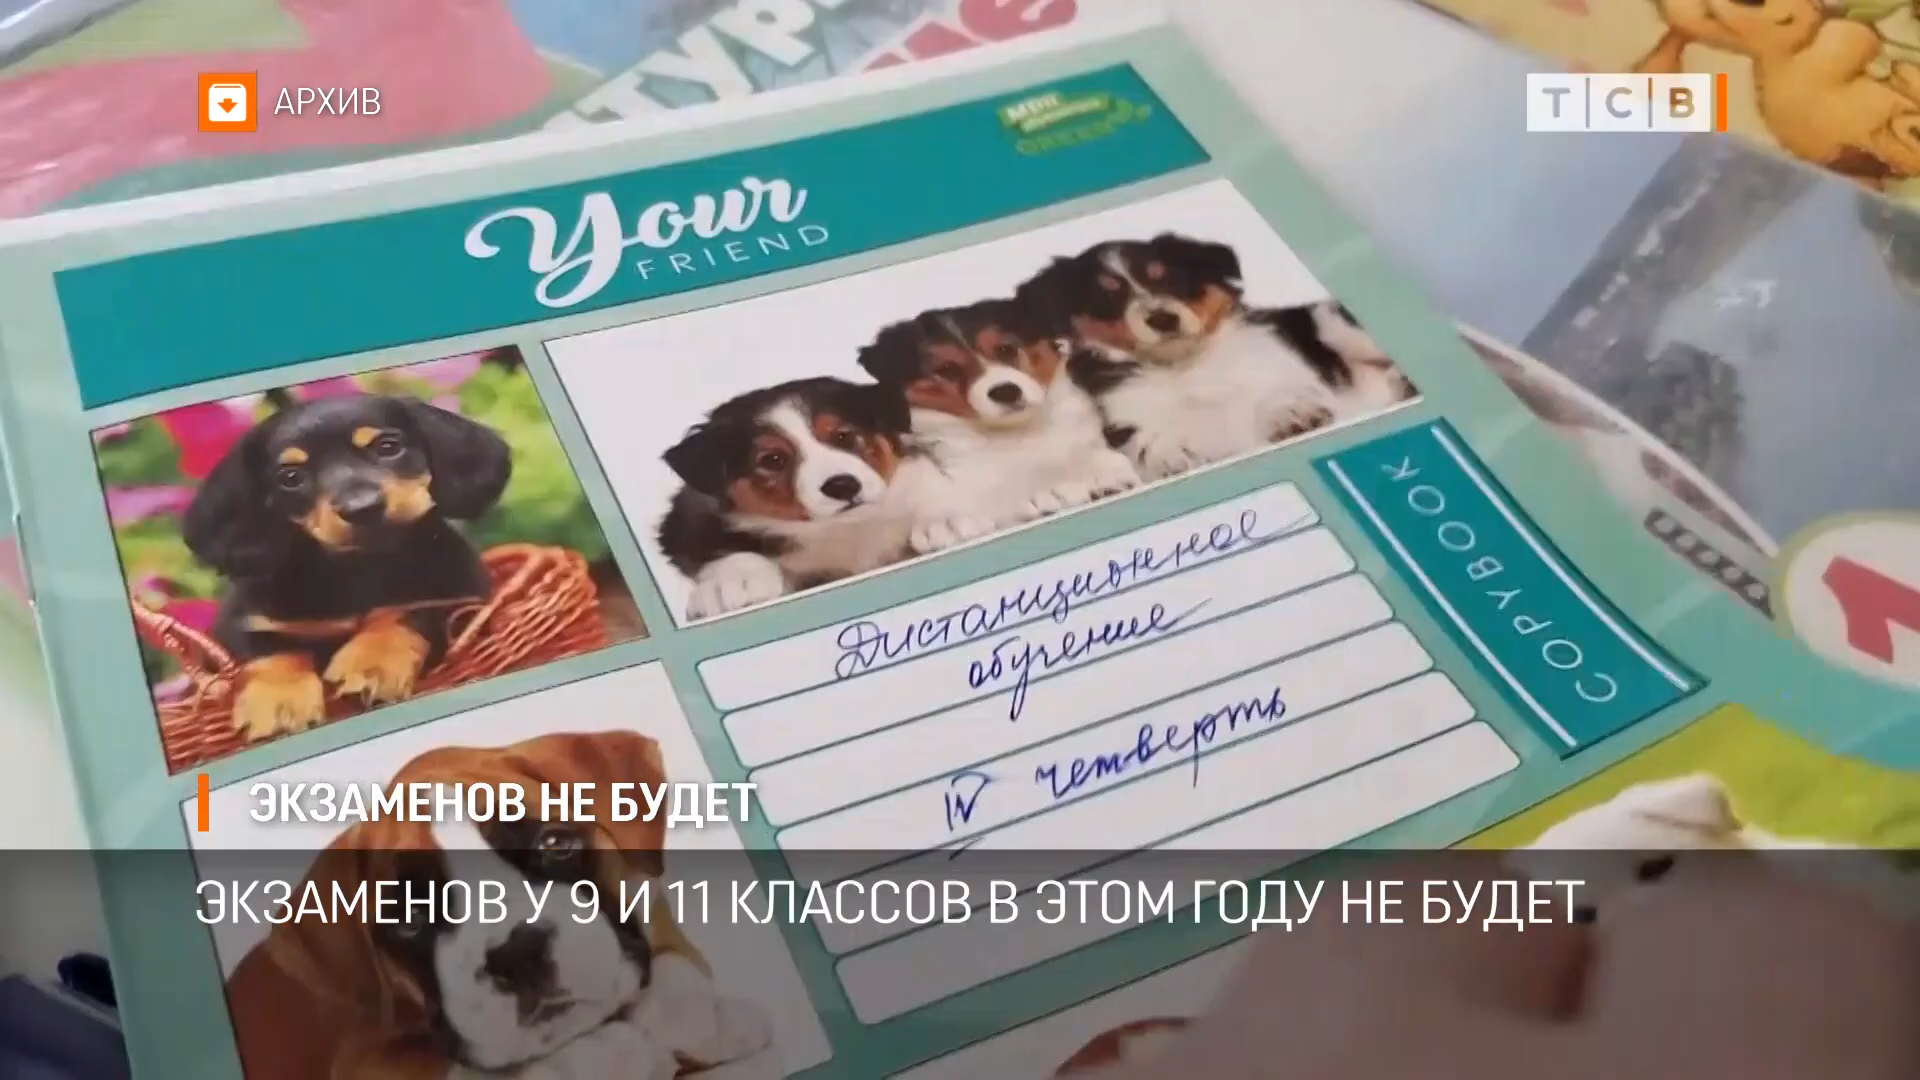 АРХИВ
ТСВ
Your
FRIEND
COPYBOOK
Дистанционное
обучение
IV четверть
1
ЭКЗАМЕНОВ НЕ БУДЕТ
ЭКЗАМЕНОВ У 9 И 11 КЛАССОВ В ЭТОМ ГОДУ НЕ БУДЕТ